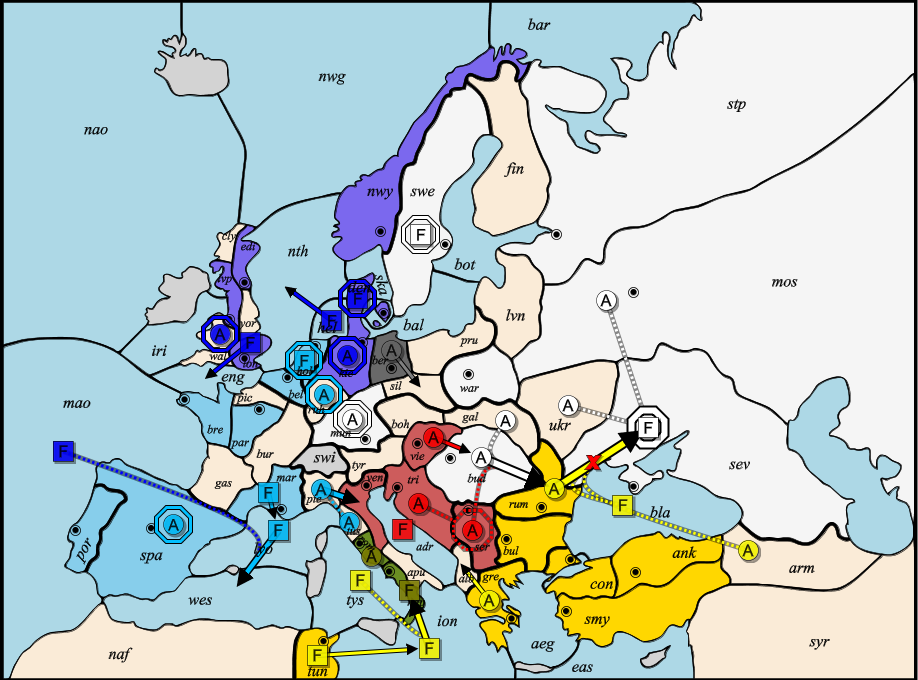 bar
nwg
stp
nao
fin
nwy
swe
cly
edi
nth
ska
bot
F
lvp
den
mos
A
F
lvn
F
bal
A
yor
hel
iri
A
F
wal
lon
pru
eng
F
A
ber
A
kie
hol
sil
war
mao
pic
bel
A
ruh
A
A
ukr
bre
par
mun
boh
gal
A
F
bur
swi
vie
A
F
tyr
bud
A
sev
gas
mar
ven
tri
F
pie
A
A
rum
F
bla
por
spa
A
F
A
A
tus
F
adr
ser
bul
lyo
A
ank
A
arm
F
apu
alb
gre
con
wes
tys
F
A
smy
ion
syr
naf
F
F
aeg
tun
eas